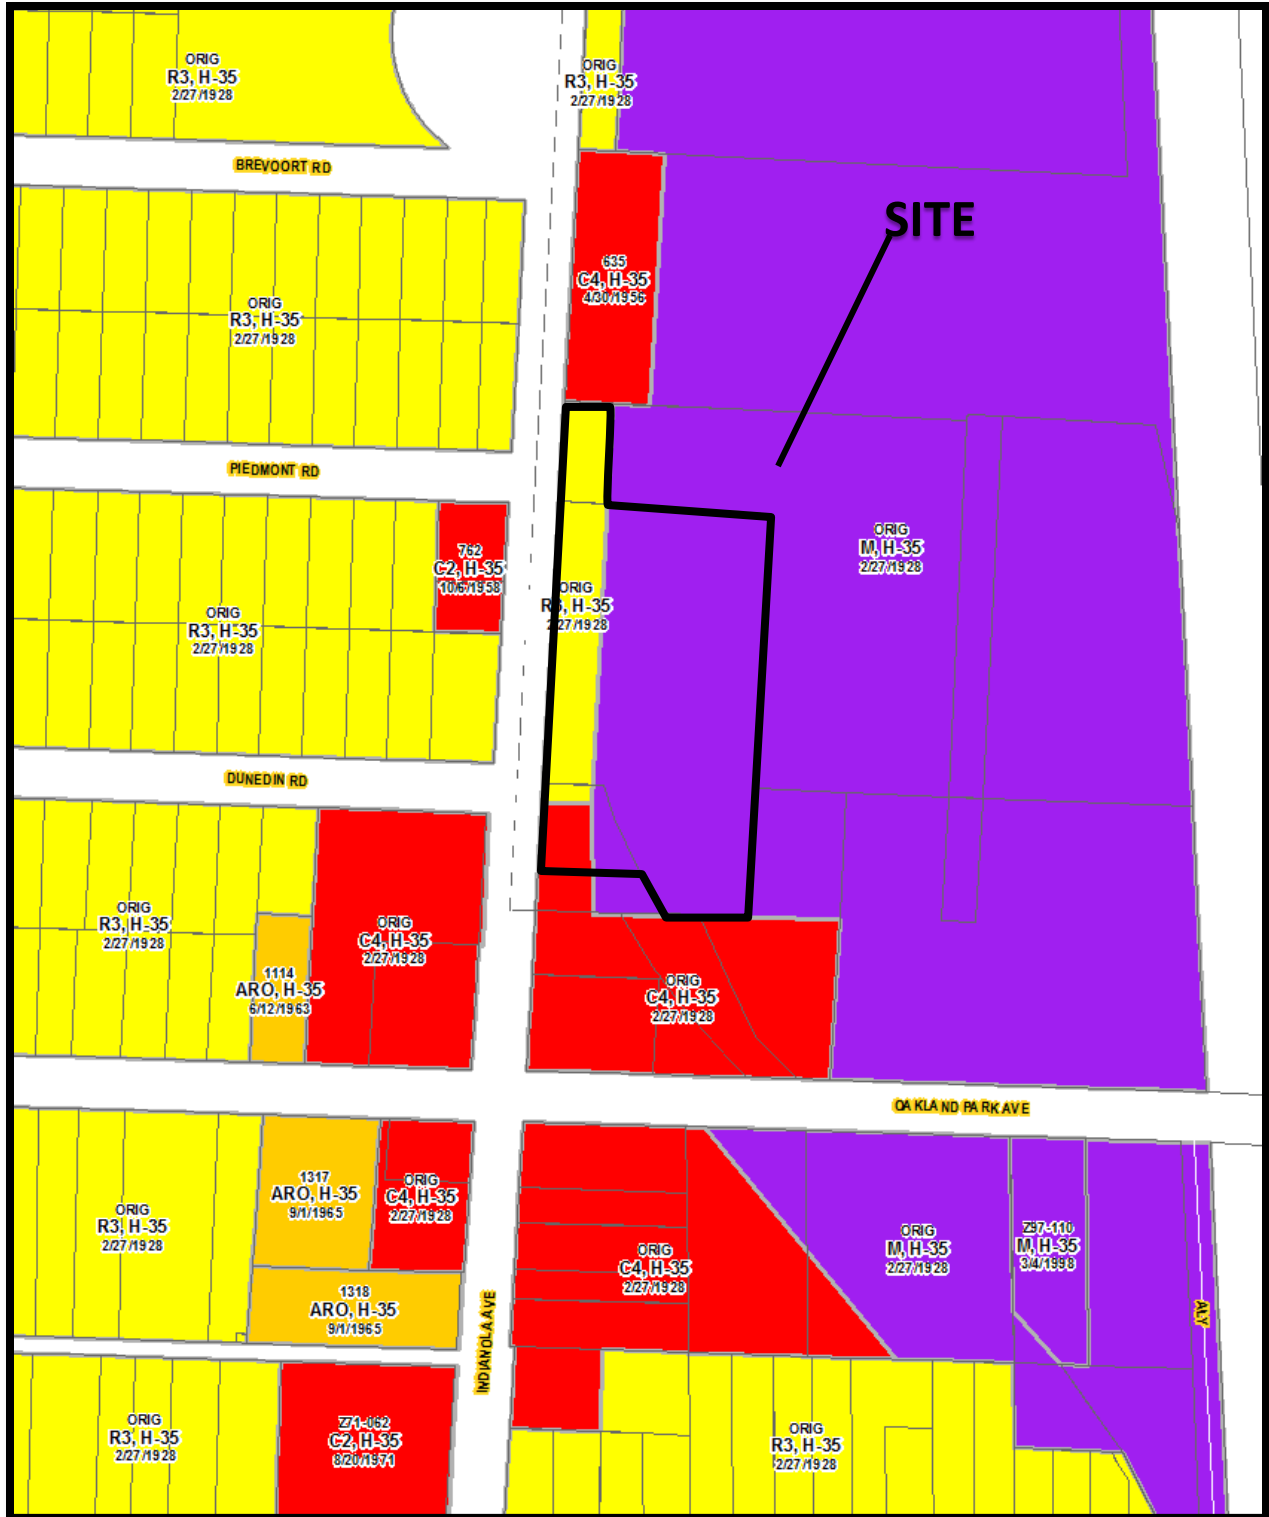 ORIG
R3, H-35
2/27/1928
ORIG
R3, H-35
2/27/1928
BREVOORT RD
SITE
635
C4, H-35
4/30/1956
ORIG
R3, H-35
2/27/1928
PIEDMONT RD
762
C2, H-35
10/6/1958
ORIG
M, H-35
2/27/1928
ORIG
R3, H-35
2/27/1928
ORIG
R3, H-35
2/27/1928
DUNEDIN RD
ORIG
R3, H-35
2/27/1928
ORIG
C4, H-35
2/27/1928
1114
ARO, H-35
6/12/1963
ORIG
C4, H-35
2/27/1928
OAKLAND PARK AVE
1317
ARO, H-35
9/1/1965
ORIG
C4, H-35
2/27/1928
ORIG
R3, H-35
2/27/1928
ORIG
C4, H-35
2/27/1928
ORIG
M, H-35
2/27/1928
Z97-110
M, H-35
3/4/1998
1318
ARO, H-35
9/1/1965
INDIANOLA AVE
ALY
ORIG
R3, H-35
2/27/1928
Z71-062
C2, H-35
8/20/1971
ORIG
R3, H-35
2/27/1928